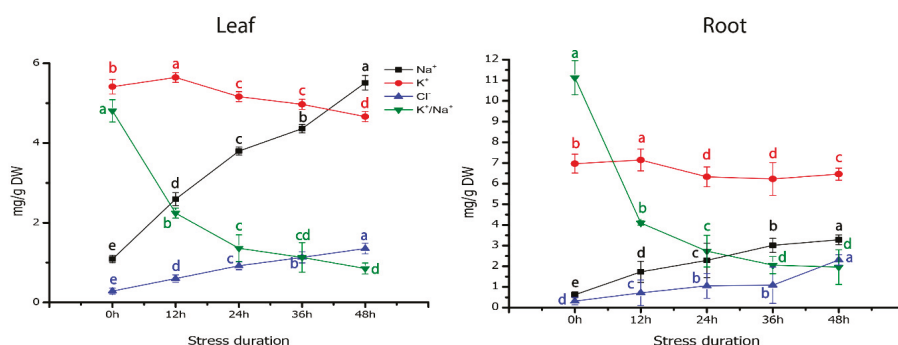 Leaf
Root
mg/g DW
6
4
2
0
b
a
c
c
d
a
b
c
cd
d
e
d
c
b
a
e
d
c
b
a
Na⁺
K⁺
Cl⁻
K⁺/Na⁺
0h
12h
24h
36h
48h
Stress duration
mg/g DW
12
11
10
9
8
7
6
5
4
3
2
1
0
a
b
c
d
d
b
a
d
d
c
e
d
c
b
a
d
c
b
b
a
0h
12h
24h
36h
48h
Stress duration